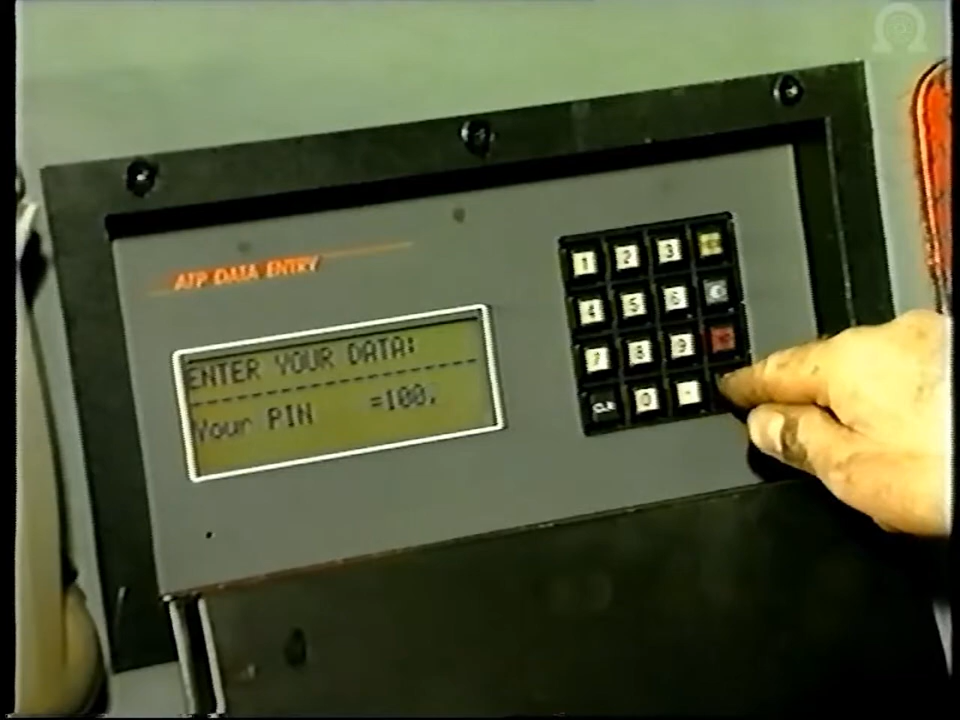 ATP DATA ENTRY
ENTER YOUR DATA:
Your PIN =100.
1 2 3
4 5 6
7 8 9
CLR 0